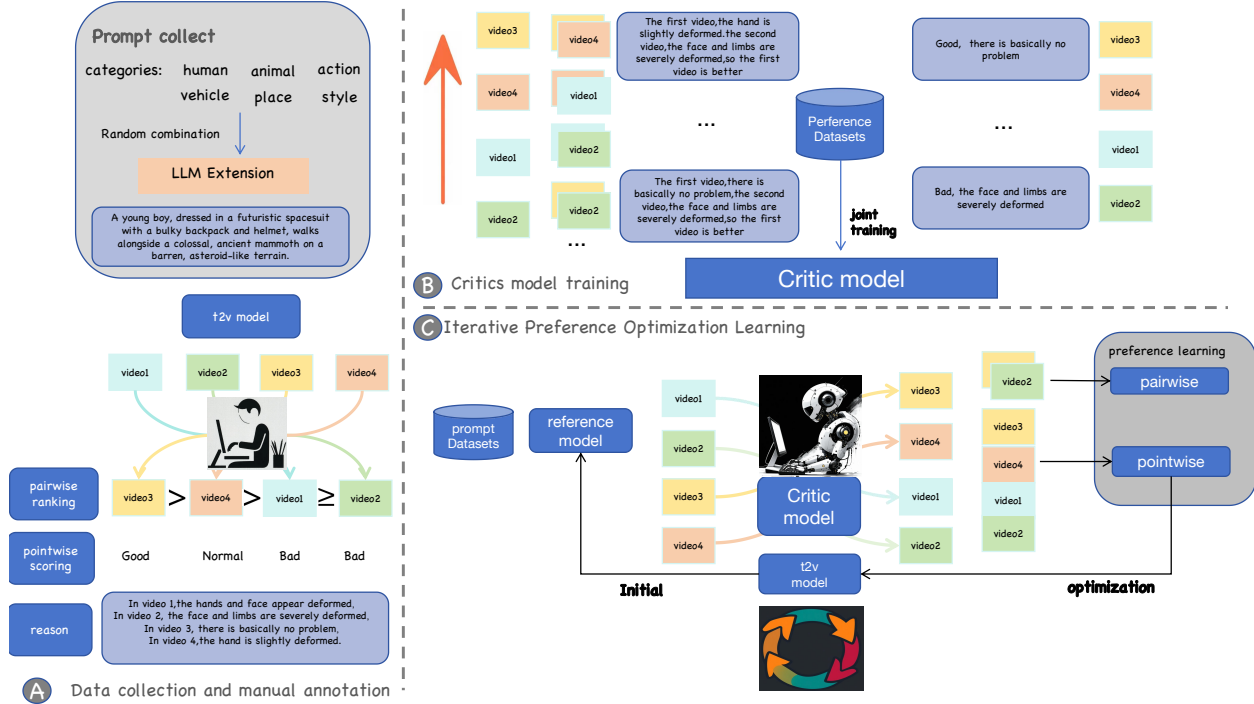 Prompt collect
categories:
human
animal
action
vehicle
place
style
Random combination
LLM Extension
A young boy, dressed in a futuristic spacesuit
with a bulky backpack and helmet, walks
alongside a colossal, ancient mammoth on a
barren, asteroid-like terrain.
t2v model
video1
video2
video3
video4
pairwise
ranking
video3
>
video4
>
video1
≥
video2
pointwise
scoring
Good
Normal
Bad
Bad
reason
In video 1,the hands and face appear deformed,
In video 2, the face and limbs are severely deformed,
In video 3, there is basically no problem,
In video 4,the hand is slightly deformed.
A
Data collection and manual annotation
video3
video4
video1
video2
video4
video1
video2
video2
...
The first video,the hand is
slightly deformed.the second
video,the face and limbs are
severely deformed,so the first
video is better
...
The first video,there is
basically no problem,the second
video,the face and limbs are
severely deformed,so the first
video is better
Perference
Datasets
joint
training
Good, there is basically no
problem
...
Bad, the face and limbs are
severely deformed
video3
video4
video1
video2
Critic model
B
Critics model training
C
Iterative Preference Optimization Learning
prompt
Datasets
reference
model
video1
video2
video3
video4
Critic
model
video3
video4
video1
video2
video2
video3
video4
video1
video2
preference learning
pairwise
pointwise
t2v
model
Initial
optimization